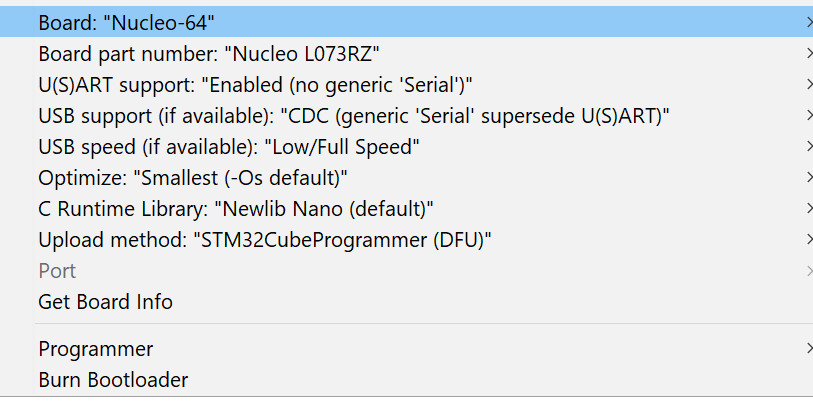 Board: "Nucleo-64"
Board part number: "Nucleo L073RZ"
U(S)ART support: "Enabled (no generic 'Serial')"
USB support (if available): "CDC (generic 'Serial' supersede U(S)ART)"
USB speed (if available): "Low/Full Speed"
Optimize: "Smallest (-Os default)"
C Runtime Library: "Newlib Nano (default)"
Upload method: "STM32CubeProgrammer (DFU)"
Port
Get Board Info
Programmer
Burn Bootloader